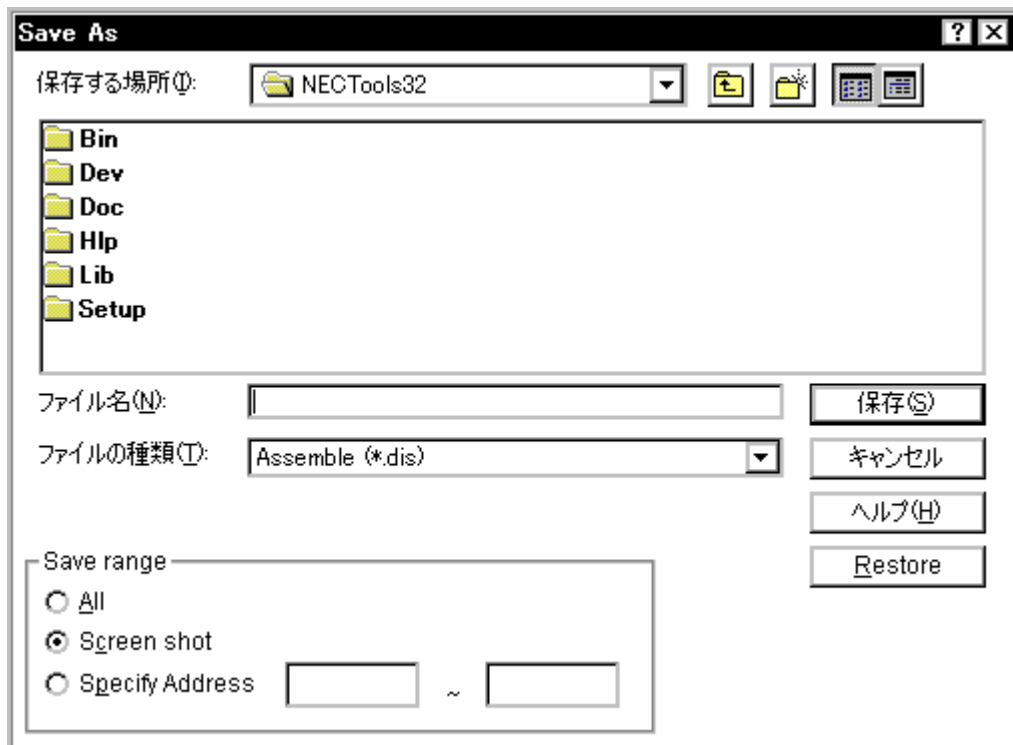 Save As
保存する場所(I):
NECTools32
Bin
Dev
Doc
Hlp
Lib
Setup
ファイル名(N):
保存(S)
ファイルの種類(T):
Assemble (*.dis)
キャンセル
ヘルプ(H)
Restore
Save range
All
Screen shot
Specify Address
~